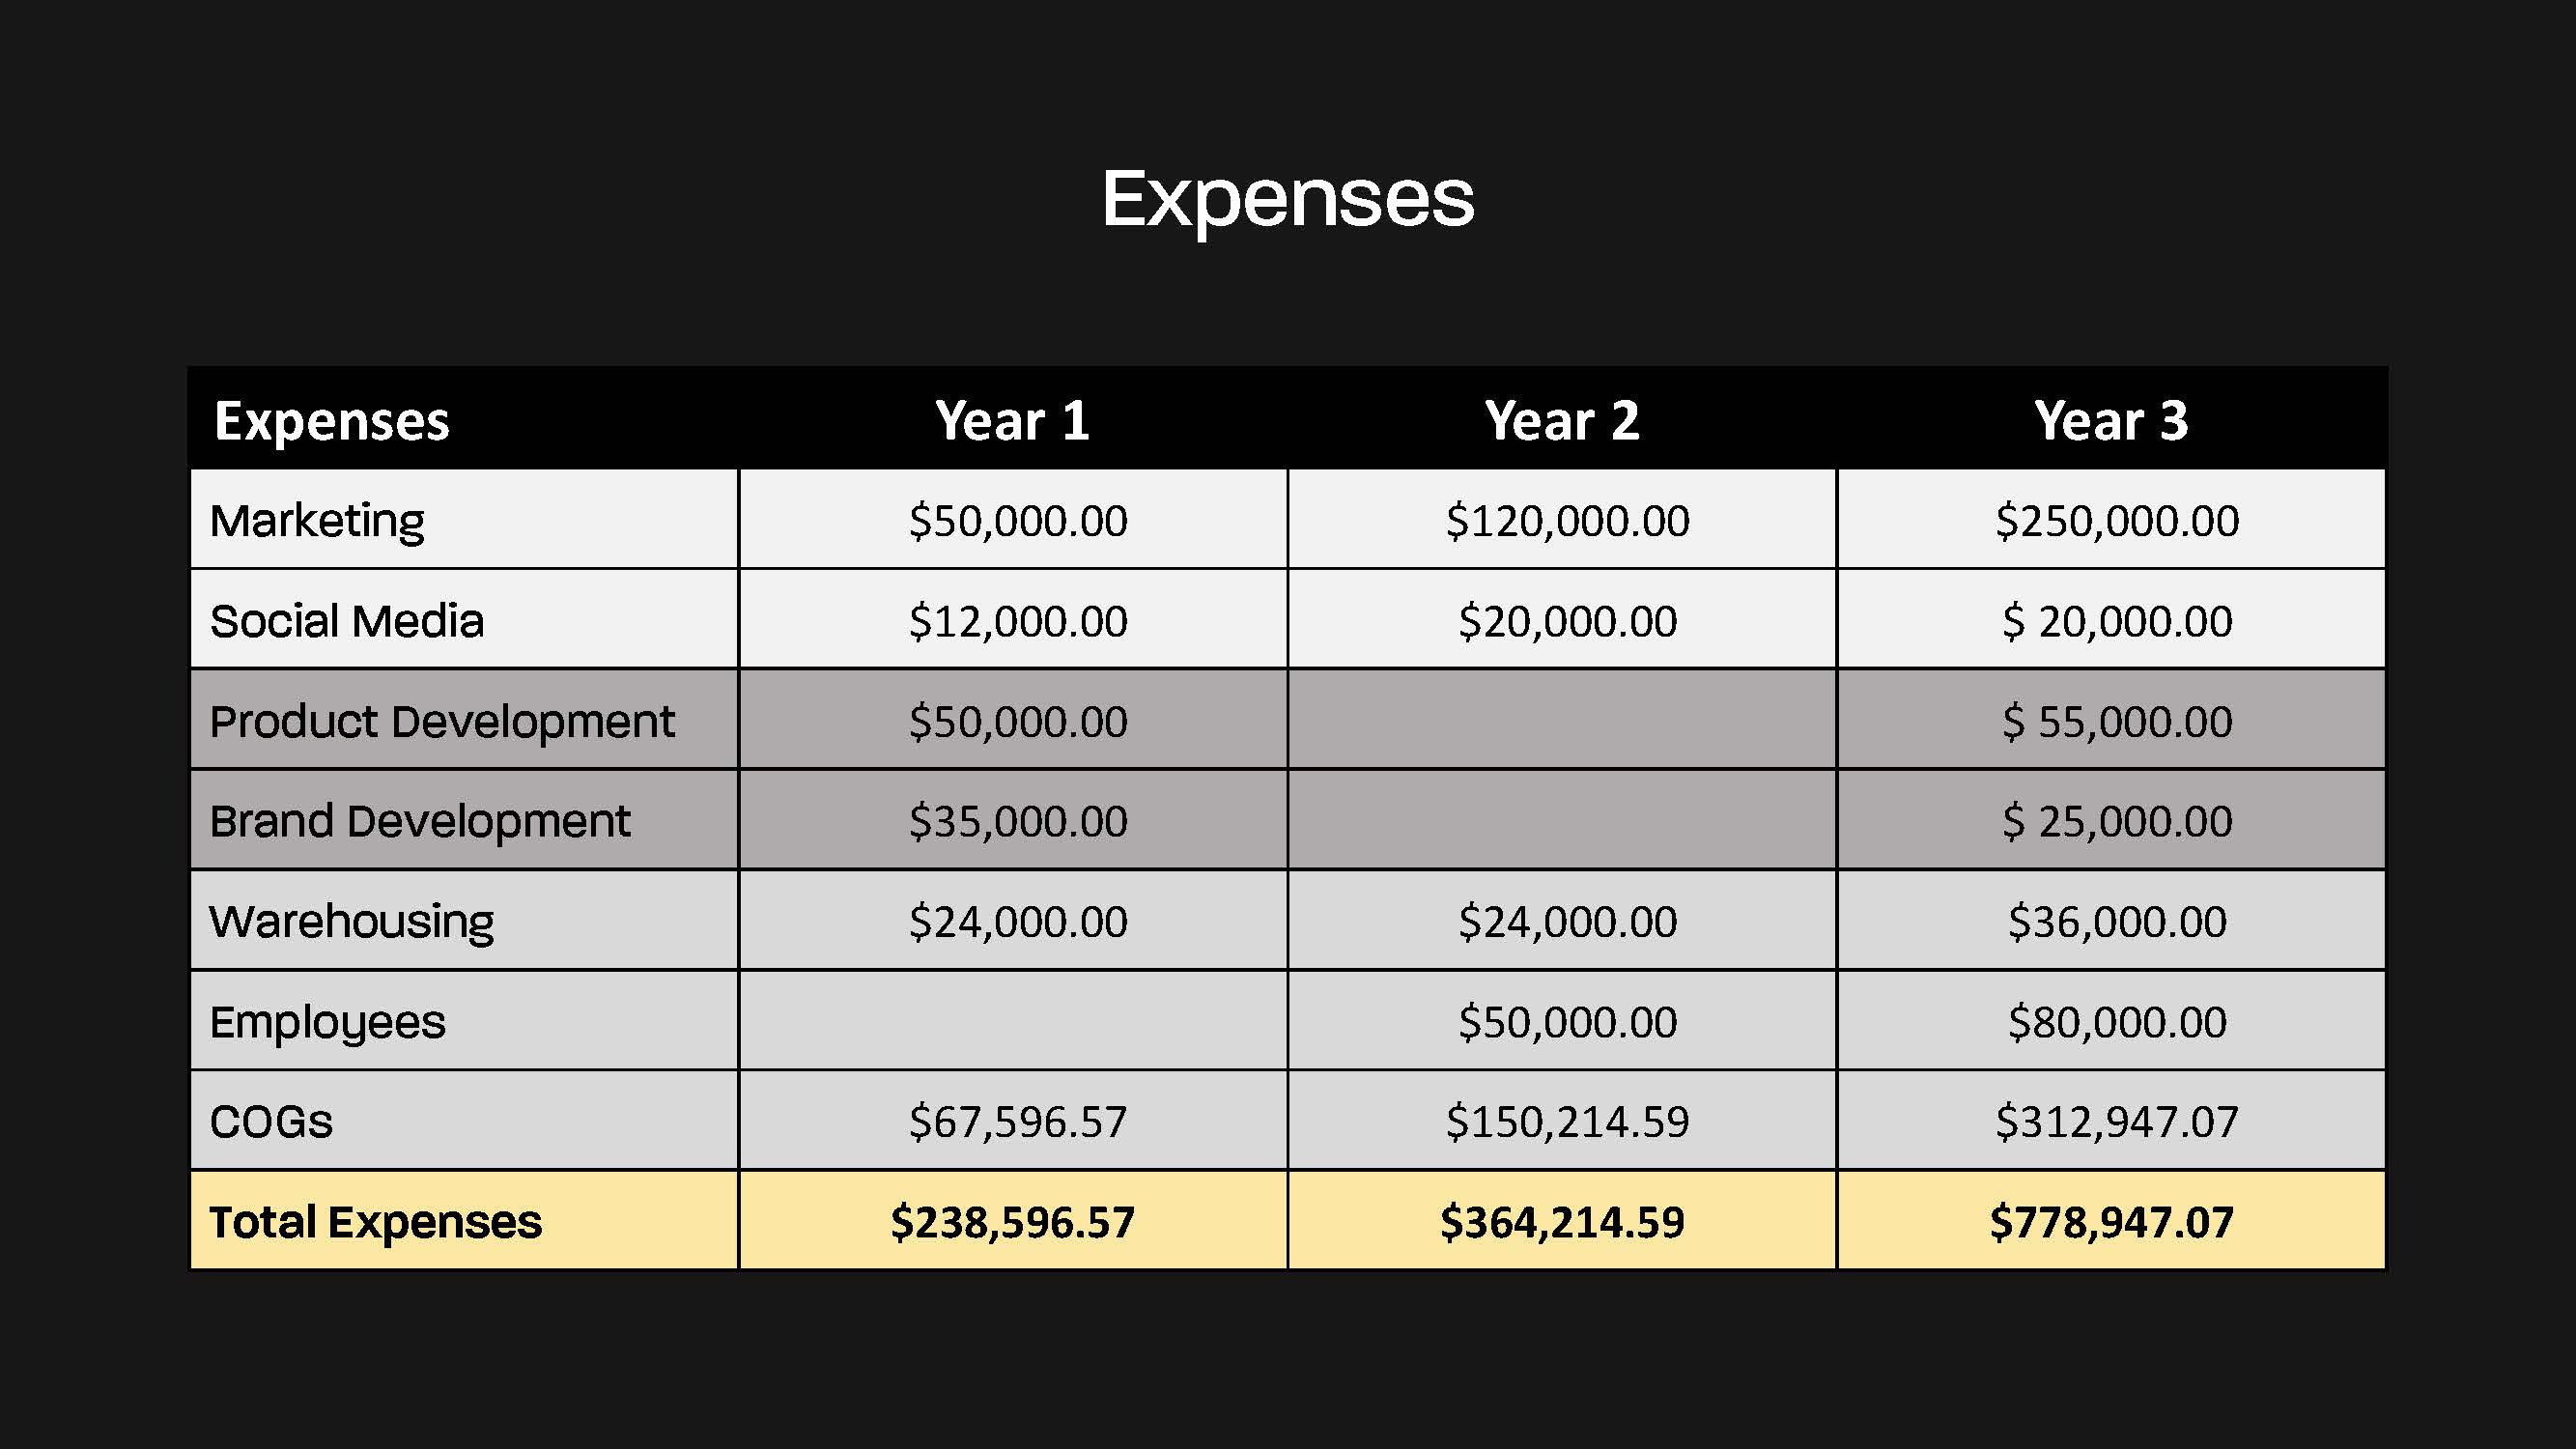 Expenses
Expenses Year 1 Year 2 Year 3
Marketing $50,000.00 $120,000.00 $250,000.00
Social Media $12,000.00 $20,000.00 $ 20,000.00
Product Development $50,000.00 $ 55,000.00
Brand Development $35,000.00 $ 25,000.00
Warehousing $24,000.00 $24,000.00 $36,000.00
Employees $50,000.00 $80,000.00
COGs $67,596.57 $150,214.59 $312,947.07
Total Expenses $238,596.57 $364,214.59 $778,947.07